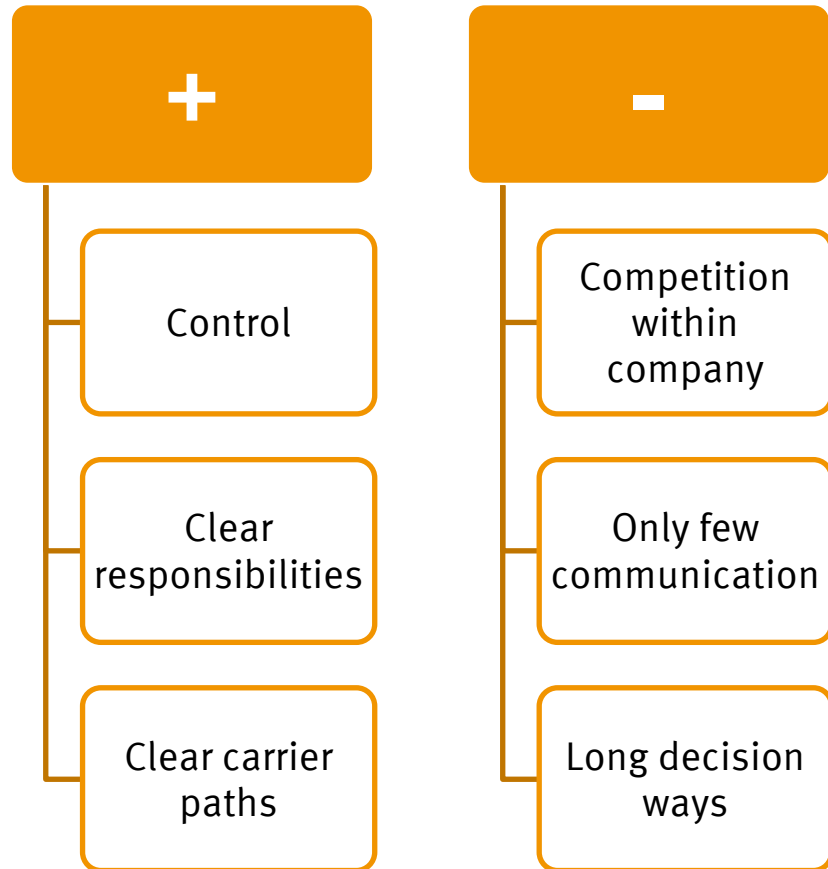 +
Control
Clear
responsibilities
Clear carrier
paths
-
Competition
within
company
Only few
communication
Long decision
ways